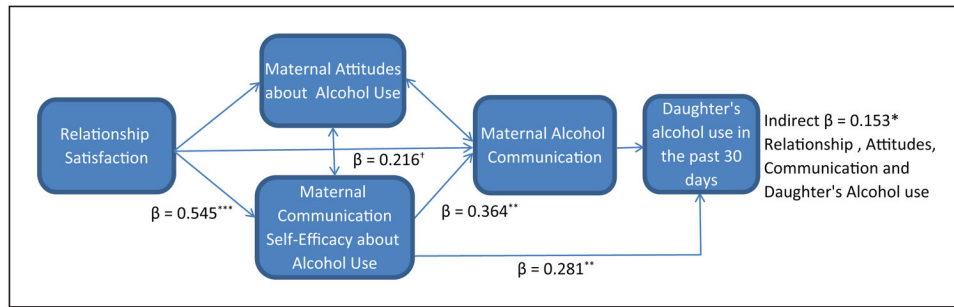 Maternal Attitudes
about Alcohol Use
Relationship
Satisfaction
Maternal Alcohol
Communication
Daughter's
alcohol use in
the past 30
days
Indirect β = 0.153*
Relationship , Attitudes,
Communication and
Daughter's Alcohol use
β = 0.216†
Maternal
Communication
Self-Efficacy about
Alcohol Use
β = 0.545***
β = 0.364**
β = 0.281**